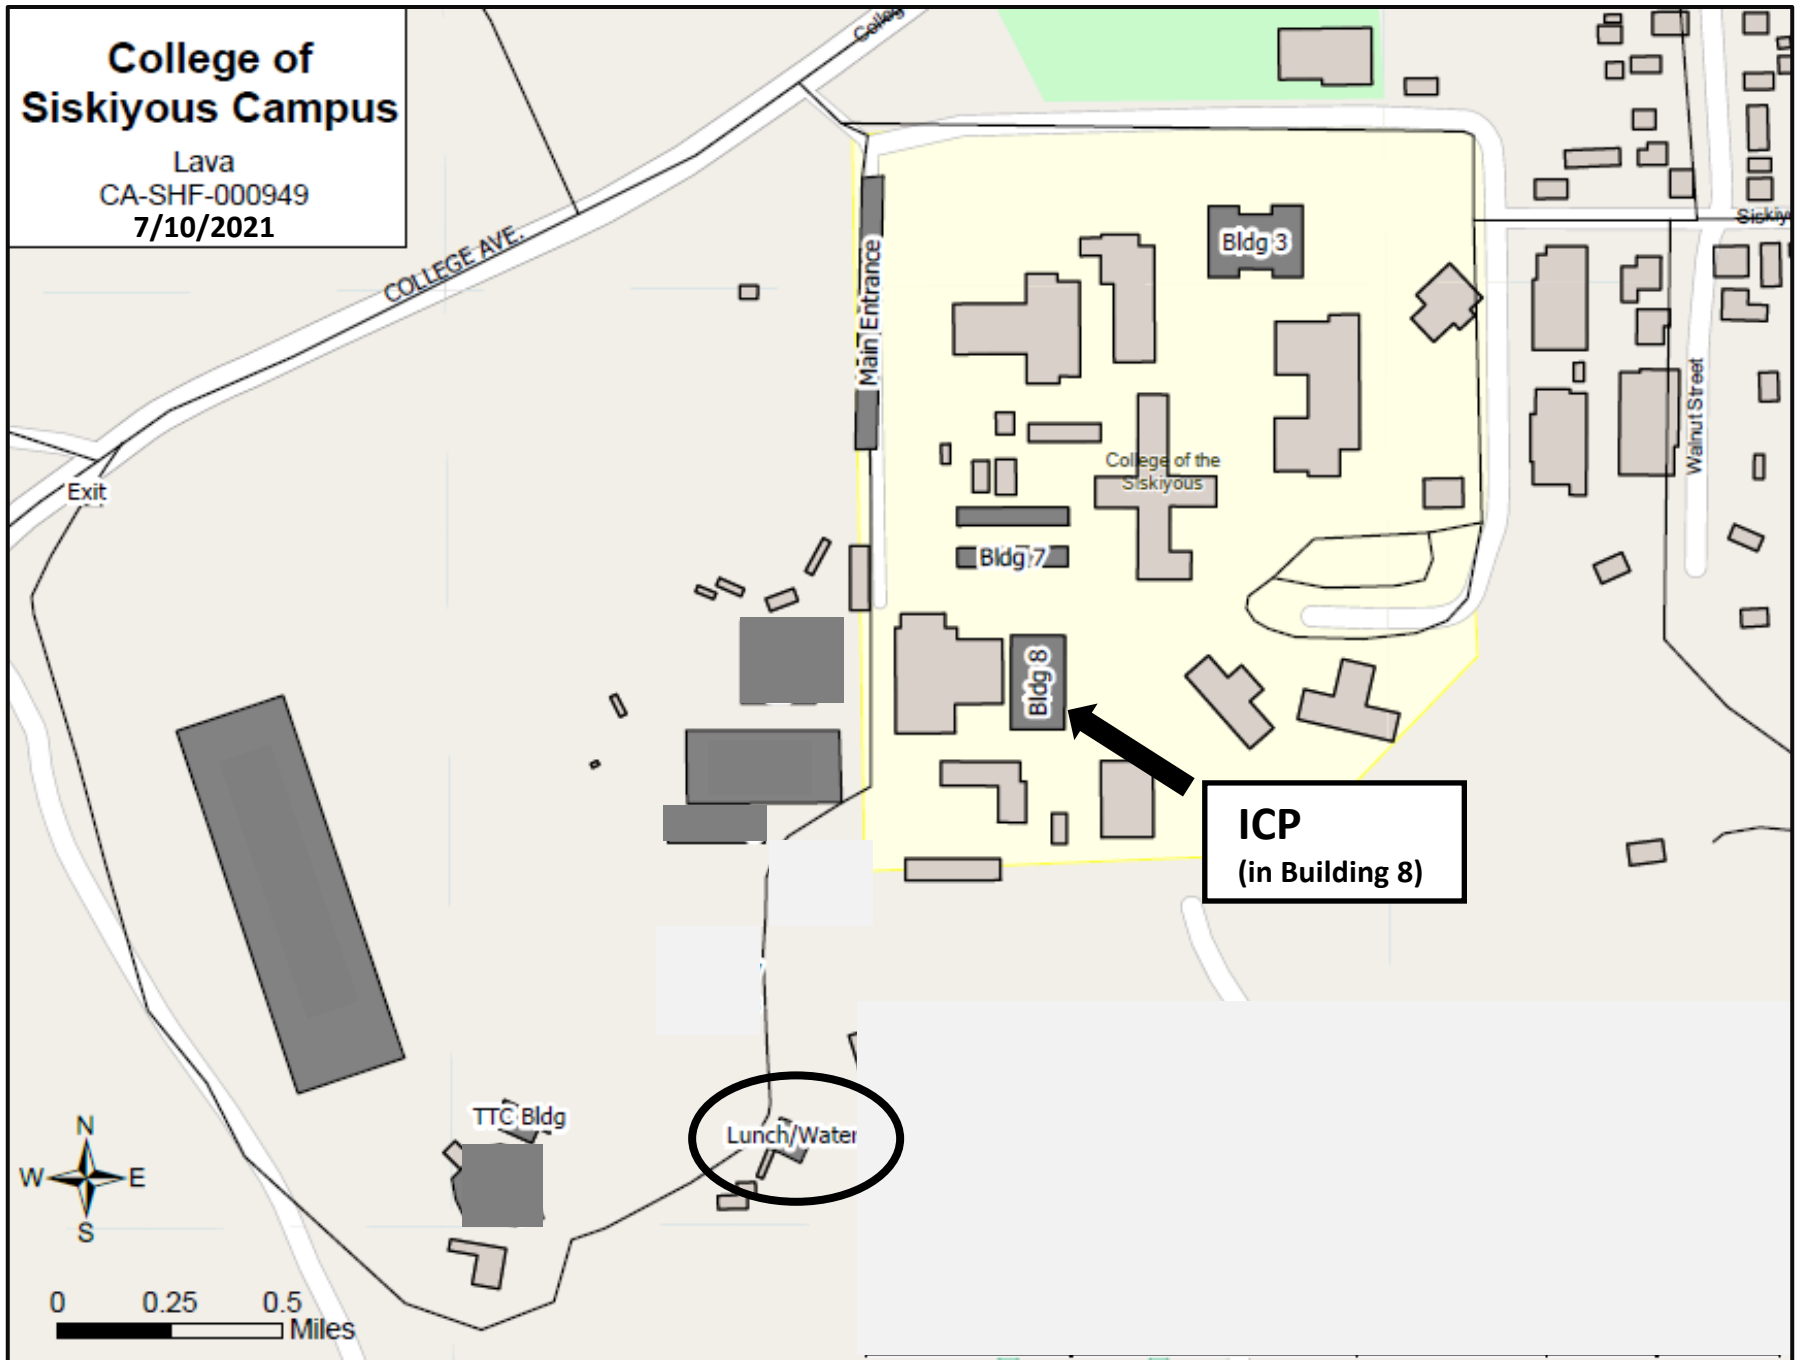 College of
Siskiyous Campus
Lava
CA-SHF-000949
7/10/2021
COLLEGE AVE.
Main Entrance
Bldg 3
College of the
Siskiyous
Bldg 7
Bldg 8
Walnut Street
Exit
ICP
(in Building 8)
TTC Bldg
Lunch/Water
N
W E
S
0 0.25 0.5
Miles